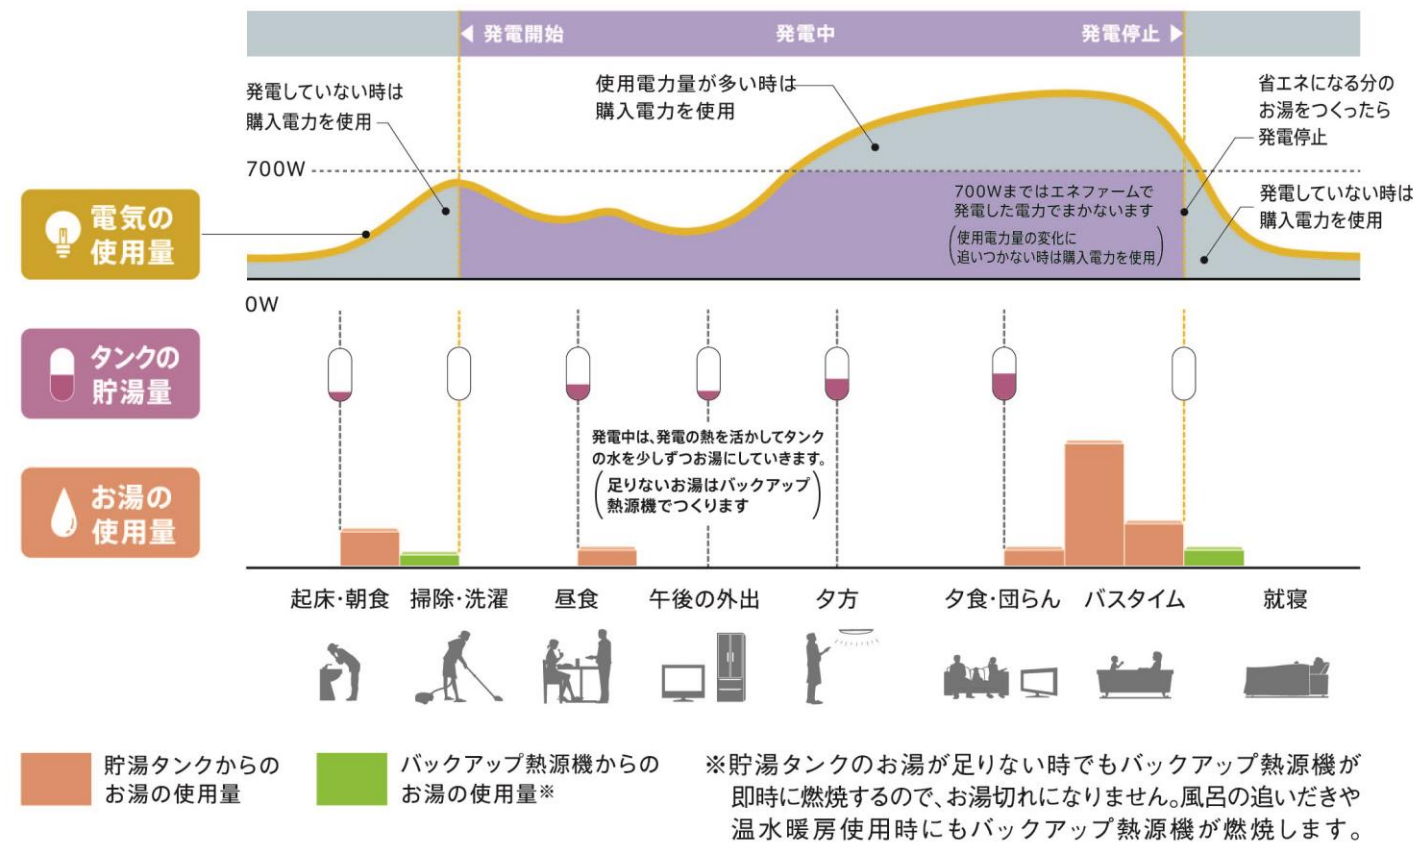 発電開始
発電中
発電停止
発電していない時は
購入電力を使用
使用電力量が多い時は
購入電力を使用
省エネになる分の
お湯をつくったら
発電停止
700W
700Wまではエネファームで
発電した電力でまかないます
(使用電力量の変化に
追いつかない時は購入電力を使用)
発電していない時は
購入電力を使用
電気の
使用量
0W
タンクの
貯湯量
発電中は、発電の熱を活かしてタンク
の水を少しずつお湯にしていきます。
(足りないお湯はバックアップ
熱源機でつくります)
お湯の
使用量
起床・朝食
掃除・洗濯
昼食
午後の外出
夕方
夕食・団らん
バスタイム
就寝
貯湯タンクからの
お湯の使用量
バックアップ熱源機からの
お湯の使用量※
※貯湯タンクのお湯が足りない時でもバックアップ熱源機が
即時に燃焼するので、お湯切れになりません。風呂の追いだきや
温水暖房使用時にもバックアップ熱源機が燃焼します。